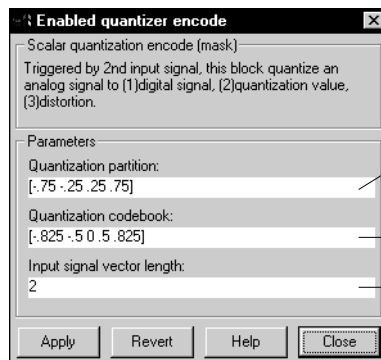 Enabled quantizer encode
Scalar quantization encode (mask)
Triggered by 2nd input signal, this block quantize an
analog signal to (1)digital signal, (2)quantization value,
(3)distortion.
Parameters
Quantization partition:
[-.75 -.25 .25 .75]
Quantization codebook:
[-.825 -.5 0 .5 .825]
Input signal vector length:
2
Apply Revert Help Close